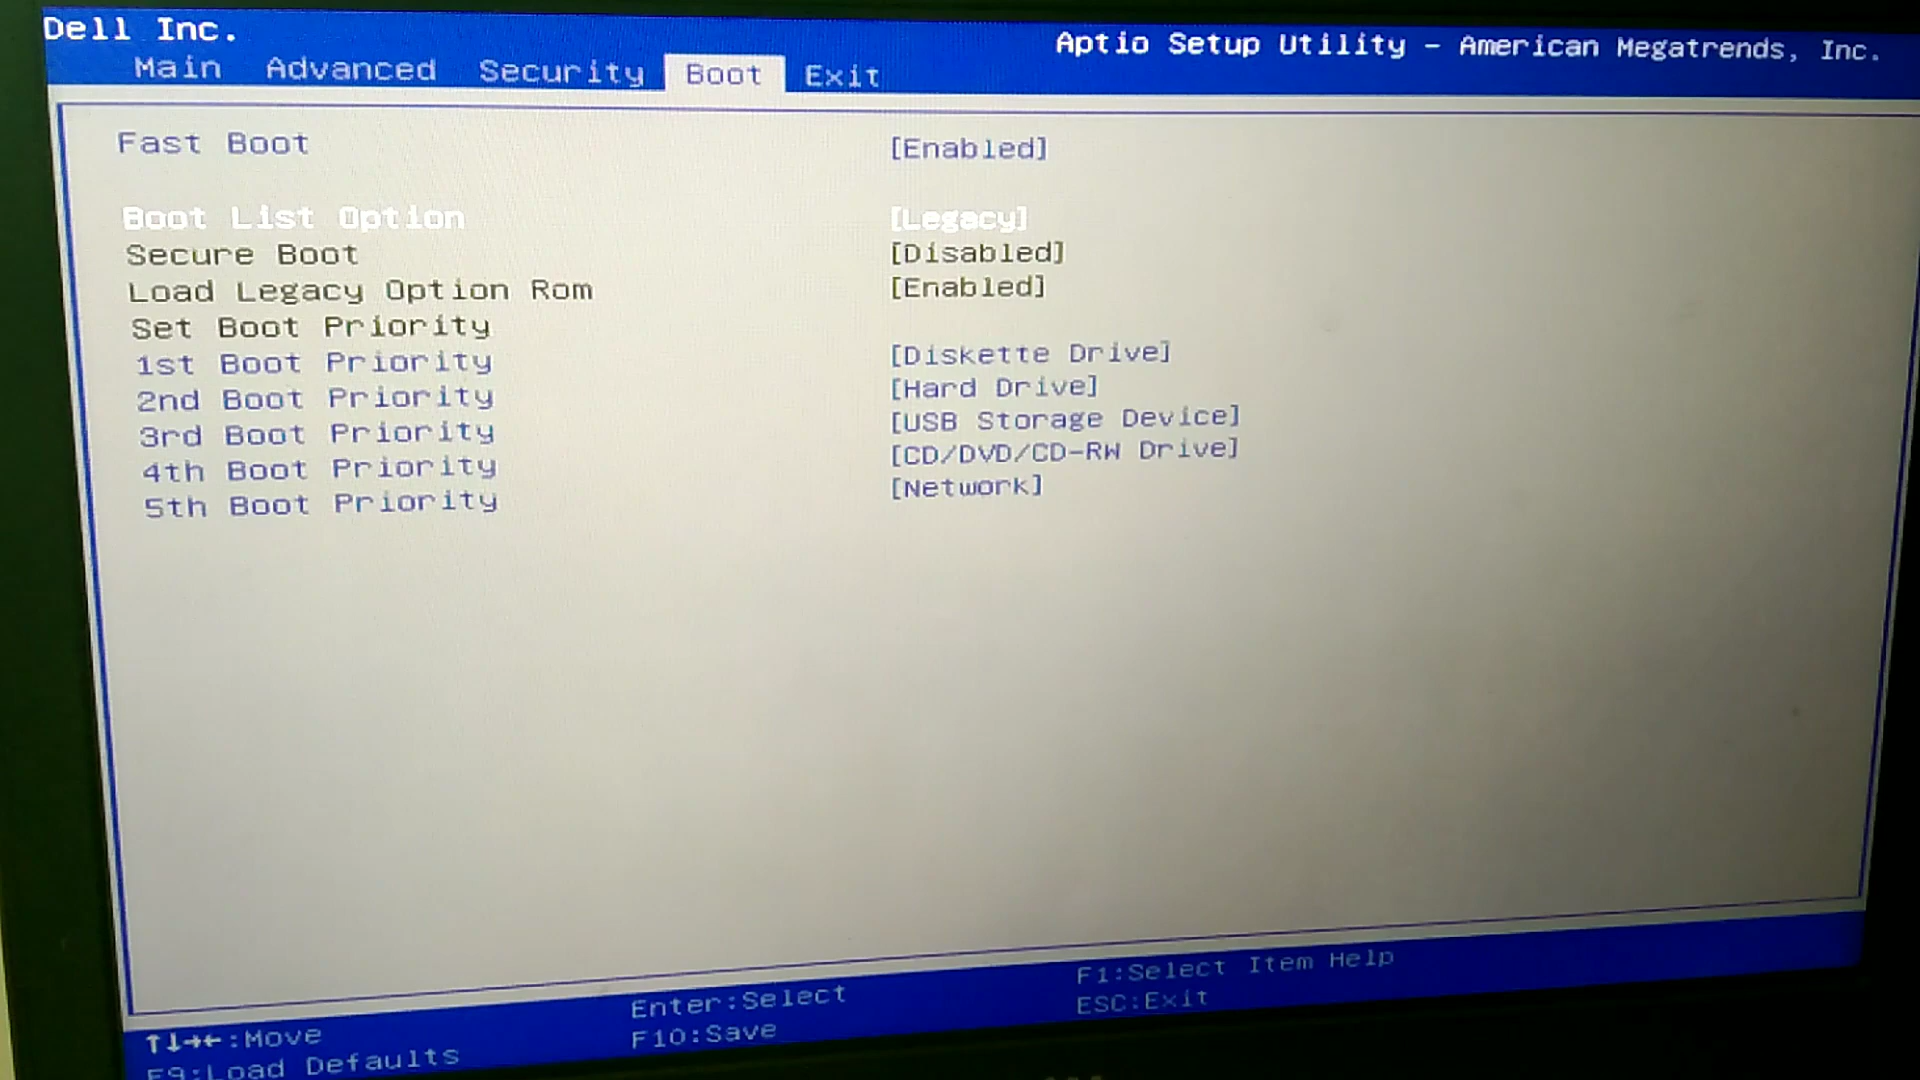 Dell Inc.
Aptio Setup Utility - American Megatrends, Inc.
Main Advanced Security Boot Exit
Fast Boot [Enabled]
Boot List Option [Legacy]
Secure Boot [Disabled]
Load Legacy Option Rom [Enabled]
Set Boot Priority
1st Boot Priority [Diskette Drive]
2nd Boot Priority [Hard Drive]
3rd Boot Priority [USB Storage Device]
4th Boot Priority [CD/DVD/CD-RW Drive]
5th Boot Priority [Network]
↑↓→←:Move Enter:Select F1:Select Item Help
F9:Load Defaults F10:Save ESC:Exit